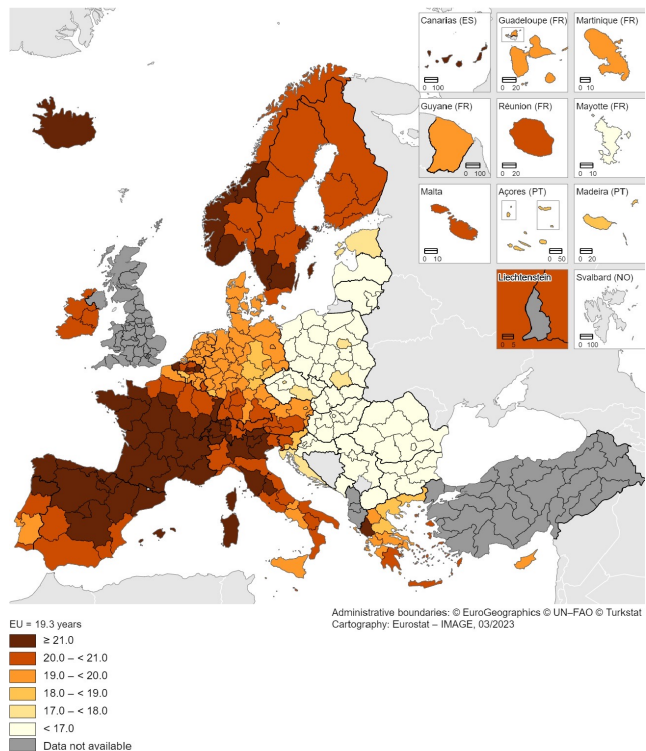 Canarias (ES)
0 100
Guadeloupe (FR)
0 20
Martinique (FR)
0 10
Guyane (FR)
0 100
Réunion (FR)
0 20
Mayotte (FR)
0 10
Malta
0 10
Açores (PT)
0 50
Madeira (PT)
0 20
Liechtenstein
0 5
Svalbard (NO)
0 100
Administrative boundaries: © EuroGeographics © UN–FAO © Turkstat
Cartography: Eurostat – IMAGE, 03/2023
EU = 19.3 years
≥ 21.0
20.0 – < 21.0
19.0 – < 20.0
18.0 – < 19.0
17.0 – < 18.0
< 17.0
Data not available